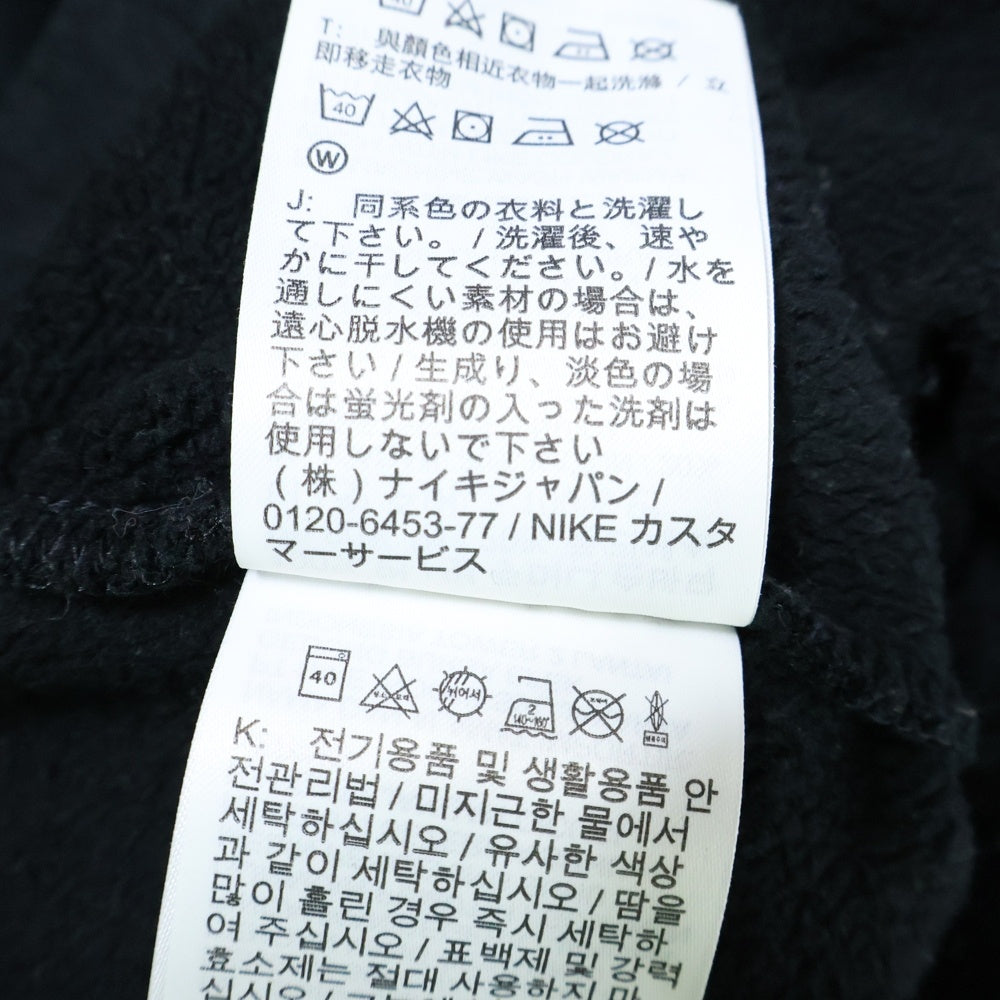 40
T: 與顏色相近衣物一起洗滌 / 立
即移走衣物
40
W
J: 同系色の衣料と洗濯し
て下さい。/ 洗濯後、速や
かに干してください。/ 水を
通しにくい素材の場合は、
遠心脱水機の使用はお避け
下さい / 生成り、淡色の場
合は蛍光剤の入った洗剤は
使用しないで下さい
(株) ナイキジャパン /
0120-6453-77 / NIKE カスタ
マーサービス
40
K: 전기용품 및 생활용품 안
전관리법 / 미지근한 물에서
세탁하십시오 / 유사한 색상
과 같이 세탁하십시오 / 땀을
많이 흘린 경우 즉시 세탁하
여 주십시오 / 표백제 및 강력
효소제는 절대 사용하지 마
십시오 /